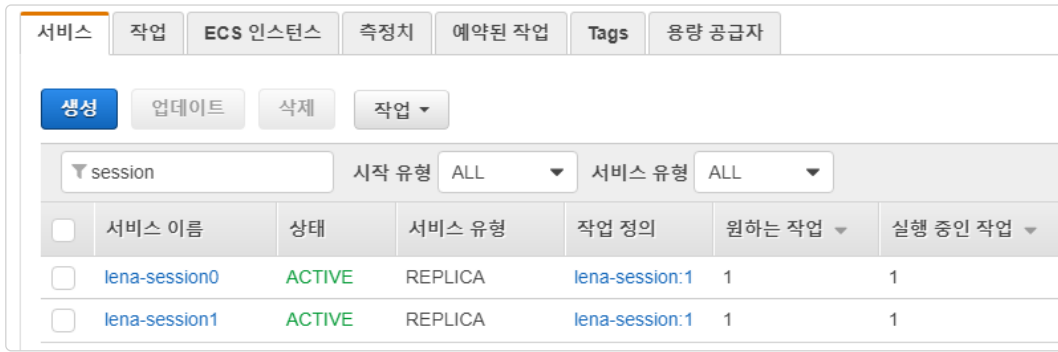 서비스 작업 ECS 인스턴스 측정치 예약된 작업 Tags 용량 공급자
생성 업데이트 삭제 작업
session 시작 유형 ALL 서비스 유형 ALL
서비스 이름 상태 서비스 유형 작업 정의 원하는 작업 실행 중인 작업
lena-session0 ACTIVE REPLICA lena-session:1 1 1
lena-session1 ACTIVE REPLICA lena-session:1 1 1